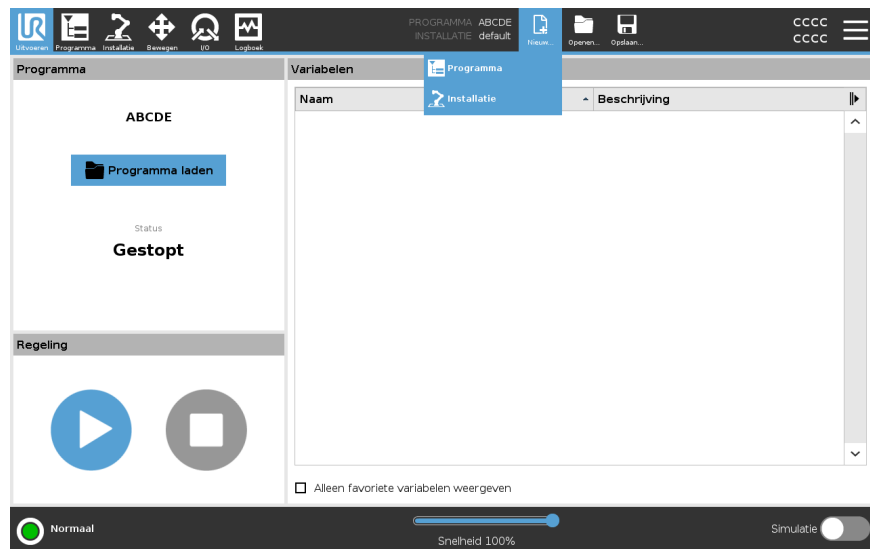 UR
Uitvoeren Programma Installatie Bewegen I/O Logboek
PROGRAMMA ABCDE
INSTALLATIE default
Nieuw... Openen... Opslaan...
CCCC
CCCC
Programma
Installatie
Programma
ABCDE
Programma laden
Status
Gestopt
Regeling
Variabelen
Naam Beschrijving
Alleen favoriete variabelen weergeven
Normaal
Snelheid 100%
Simulatie